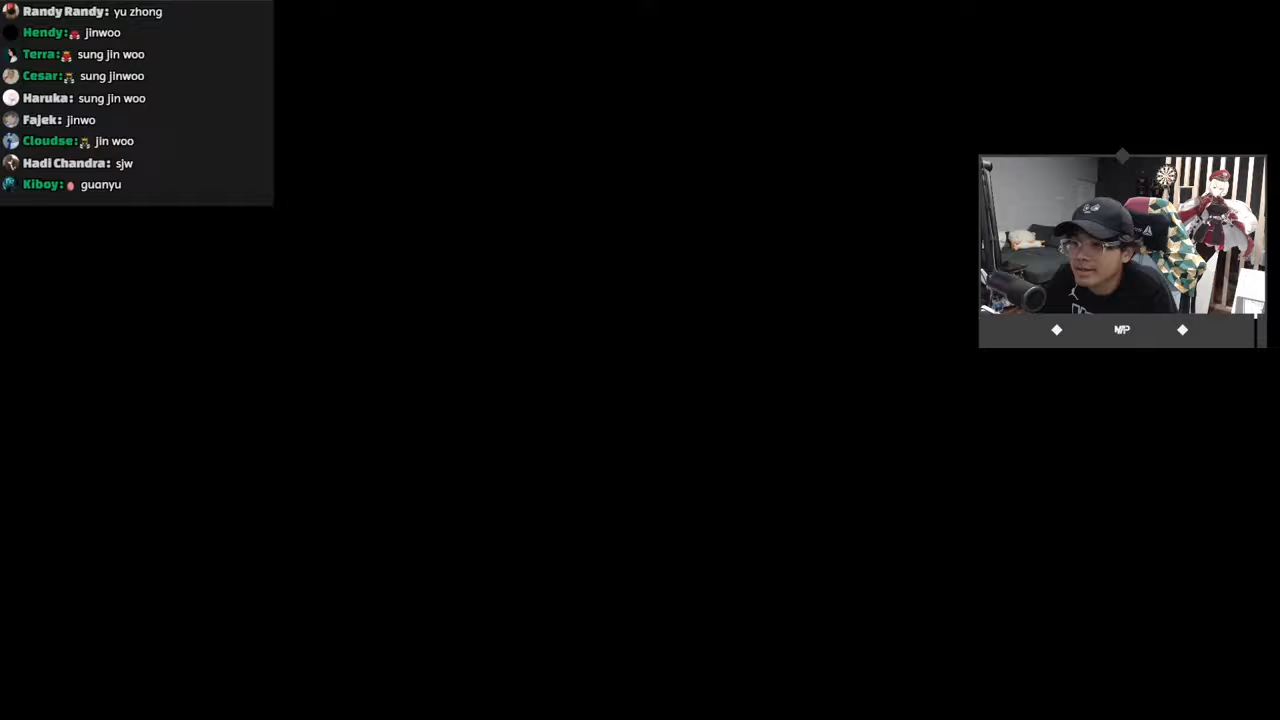 Randy Randy: yu zhong
Hendy: jinwoo
Terra: sung jin woo
Cesar: sung jinwoo
Haruka: sung jin woo
Fajek: jinwo
Cloudse: jin woo
Hadi Chandra: sjw
Kiboy: guanyu